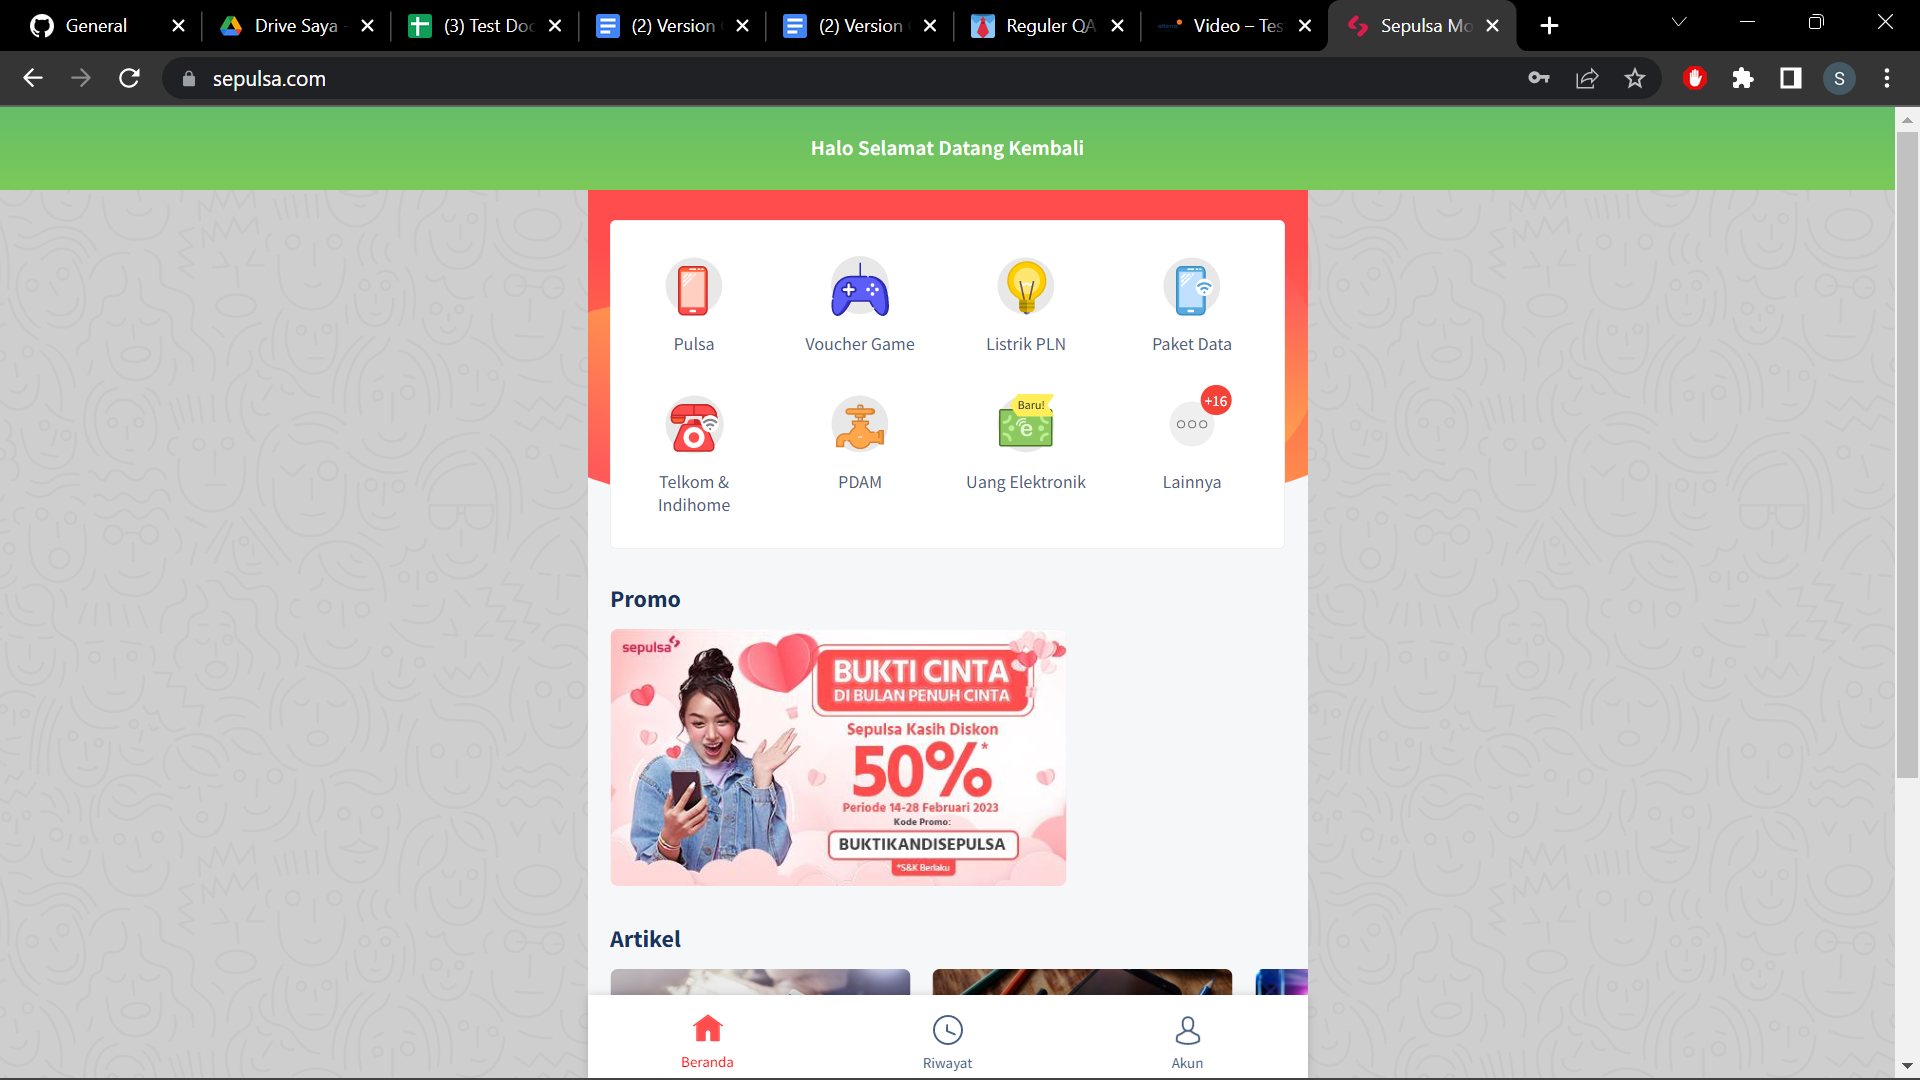 General
Drive Saya -
(3) Test Doc
(2) Version
(2) Version
Reguler QA
Video – Tes
Sepulsa Mo
sepulsa.com
S
Halo Selamat Datang Kembali
Pulsa
Voucher Game
Listrik PLN
Paket Data
Baru!
e
+16
Telkom &
Indihome
PDAM
Uang Elektronik
Lainnya
Promo
sepulsa
BUKTI CINTA
DI BULAN PENUH CINTA
Sepulsa Kasih Diskon
50%*
Periode 14-28 Februari 2023
Kode Promo:
BUKTIKANDISEPULSA
*S&K Berlaku
Artikel
Beranda
Riwayat
Akun